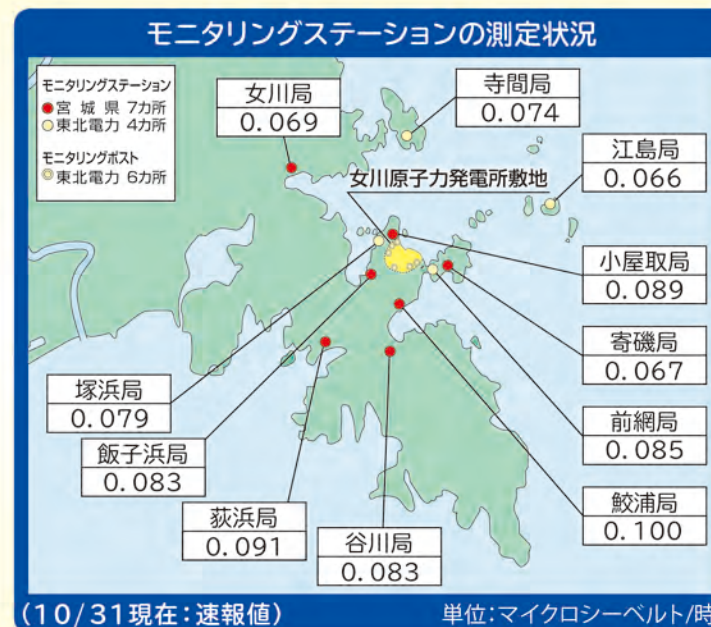 モニタリングステーションの測定状況
モニタリングステーション
宮城県 7カ所
東北電力 4カ所
モニタリングポスト
東北電力 6カ所
女川局
0.069
寺間局
0.074
江島局
0.066
女川原子力発電所敷地
小屋取局
0.089
寄磯局
0.067
前網局
0.085
鮫浦局
0.100
塚浜局
0.079
飯子浜局
0.083
荻浜局
0.091
谷川局
0.083
(10/31現在:速報値)
単位:マイクロシーベルト/時